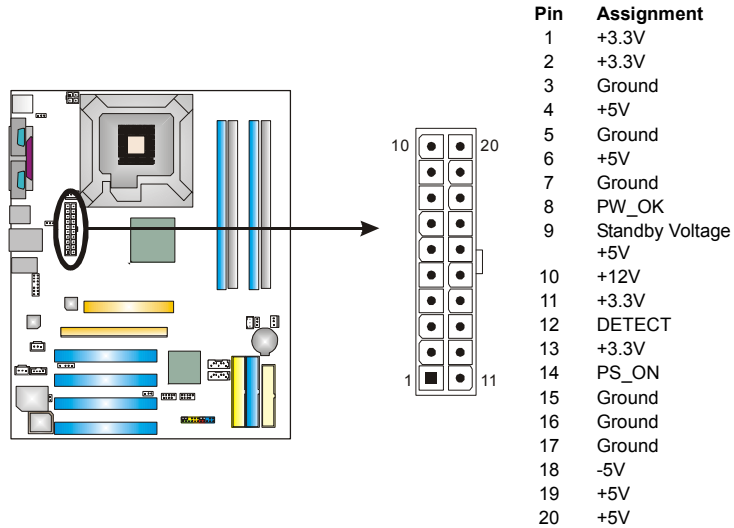 Pin Assignment
1 +3.3V
2 +3.3V
3 Ground
4 +5V
5 Ground
6 +5V
7 Ground
8 PW_OK
9 Standby Voltage
+5V
10 +12V
11 +3.3V
12 DETECT
13 +3.3V
14 PS_ON
15 Ground
16 Ground
17 Ground
18 -5V
19 +5V
20 +5V
10 20
1 11